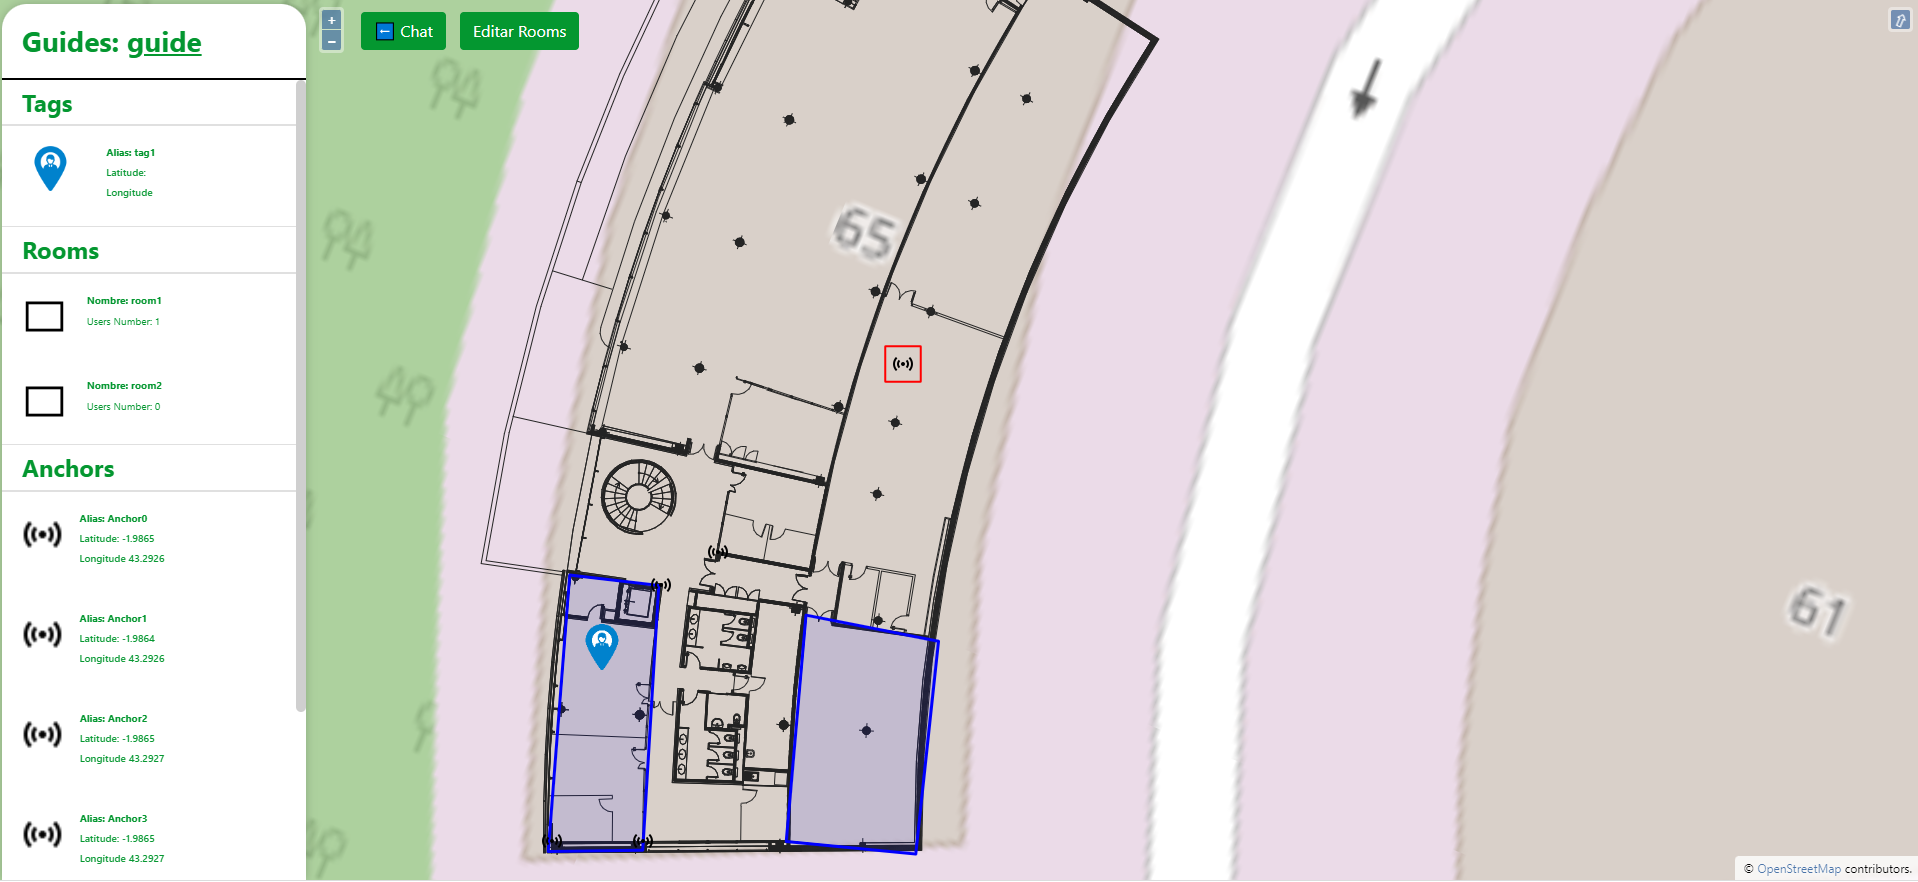 Guides: guide
Tags
Alias: tag1
Latitude:
Longitude
Rooms
Nombre: room1
Users Number: 1
Nombre: room2
Users Number: 0
Anchors
Alias: Anchor0
Latitude: -1.9865
Longitude 43.2926
Alias: Anchor1
Latitude: -1.9864
Longitude 43.2926
Alias: Anchor2
Latitude: -1.9865
Longitude 43.2927
Alias: Anchor3
Latitude: -1.9865
Longitude 43.2927
+
−
← Chat
Editar Rooms
⇧
65
61
© OpenStreetMap contributors.